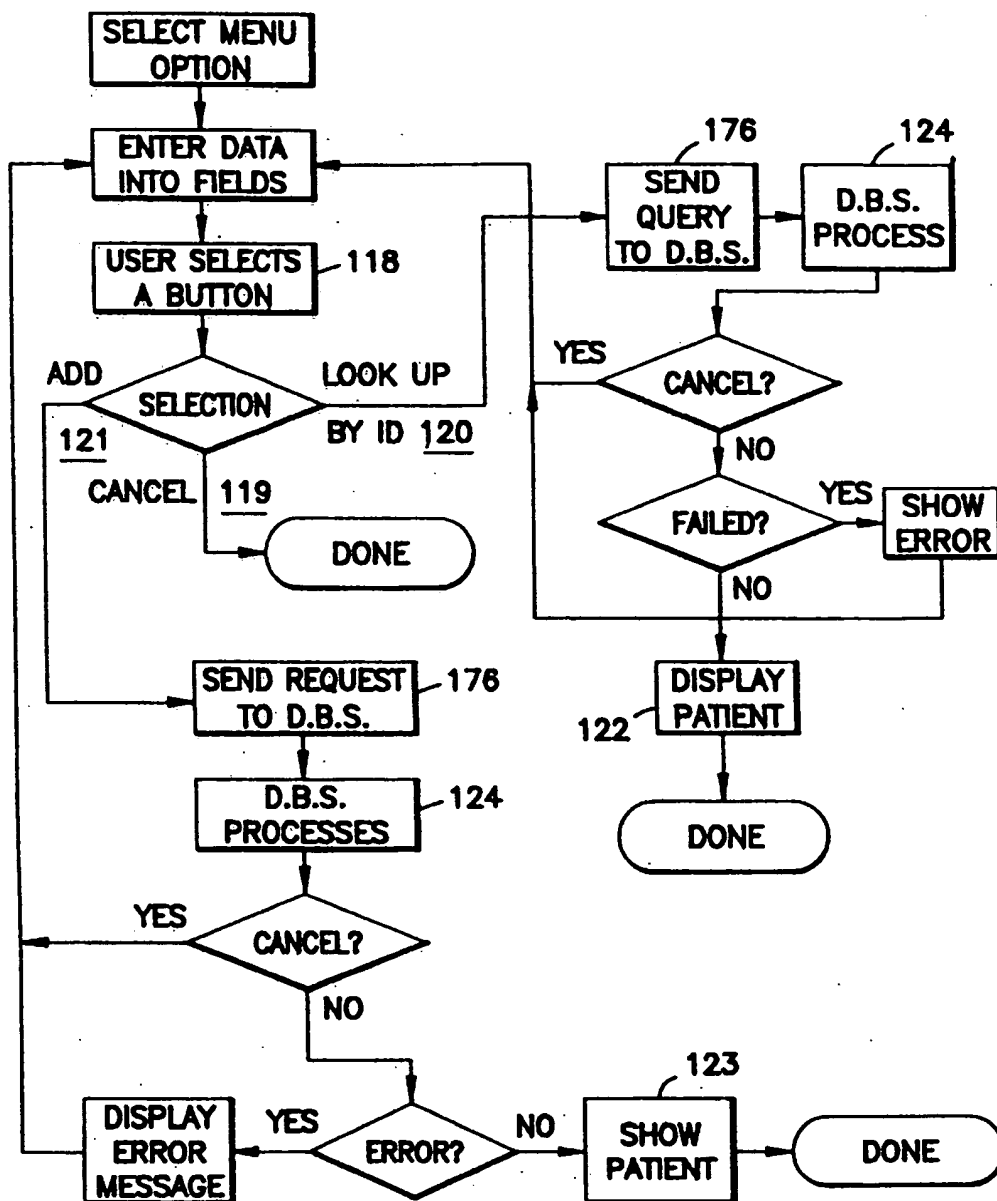 SELECT MENU
OPTION
ENTER DATA
INTO FIELDS
USER SELECTS
A BUTTON
118
ADD
121
SELECTION
LOOK UP
BY ID 120
CANCEL 119
DONE
176
SEND
QUERY
TO D.B.S.
124
D.B.S.
PROCESS
YES
CANCEL?
NO
FAILED?
YES
SHOW
ERROR
NO
DISPLAY
PATIENT
122
DONE
SEND REQUEST
TO D.B.S.
176
D.B.S.
PROCESSES
124
YES
CANCEL?
NO
DISPLAY
ERROR
MESSAGE
YES
ERROR?
NO
123
SHOW
PATIENT
DONE